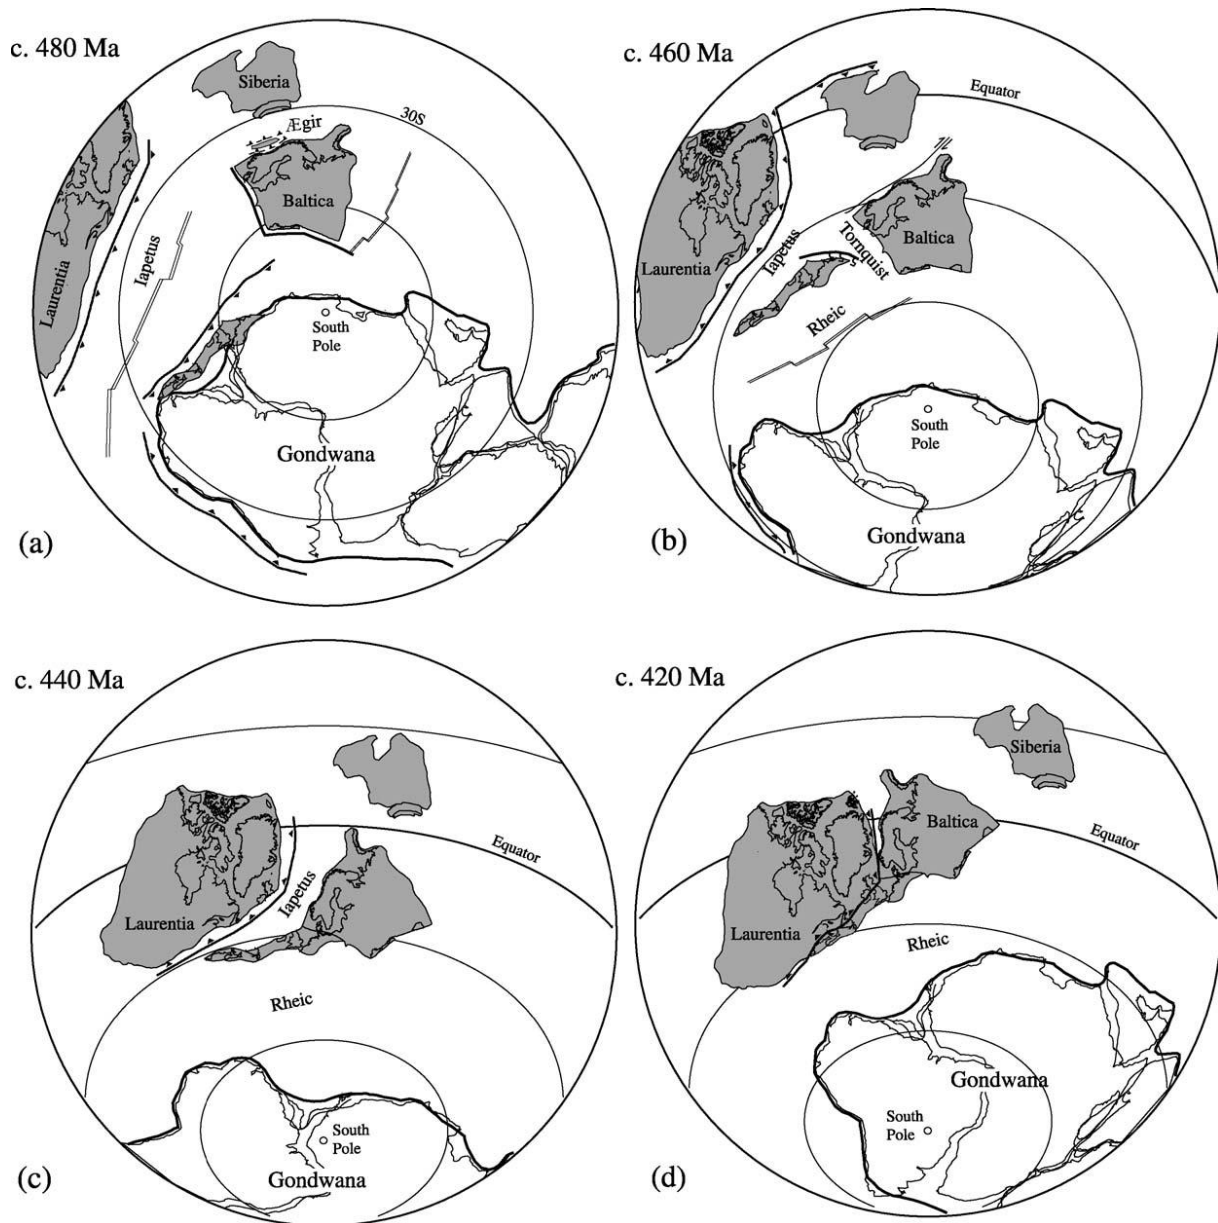 c. 480 Ma
Siberia
30S
Ægir
Baltica
Iapetus
Laurentia
South
Pole
Gondwana
(a)
c. 460 Ma
Equator
Laurentia
Iapetus
Tornquist
Baltica
Rheic
South
Pole
Gondwana
(b)
c. 440 Ma
Equator
Iapetus
Laurentia
Rheic
South
Pole
Gondwana
(c)
c. 420 Ma
Siberia
Baltica
Equator
Laurentia
Rheic
Gondwana
South
Pole
(d)